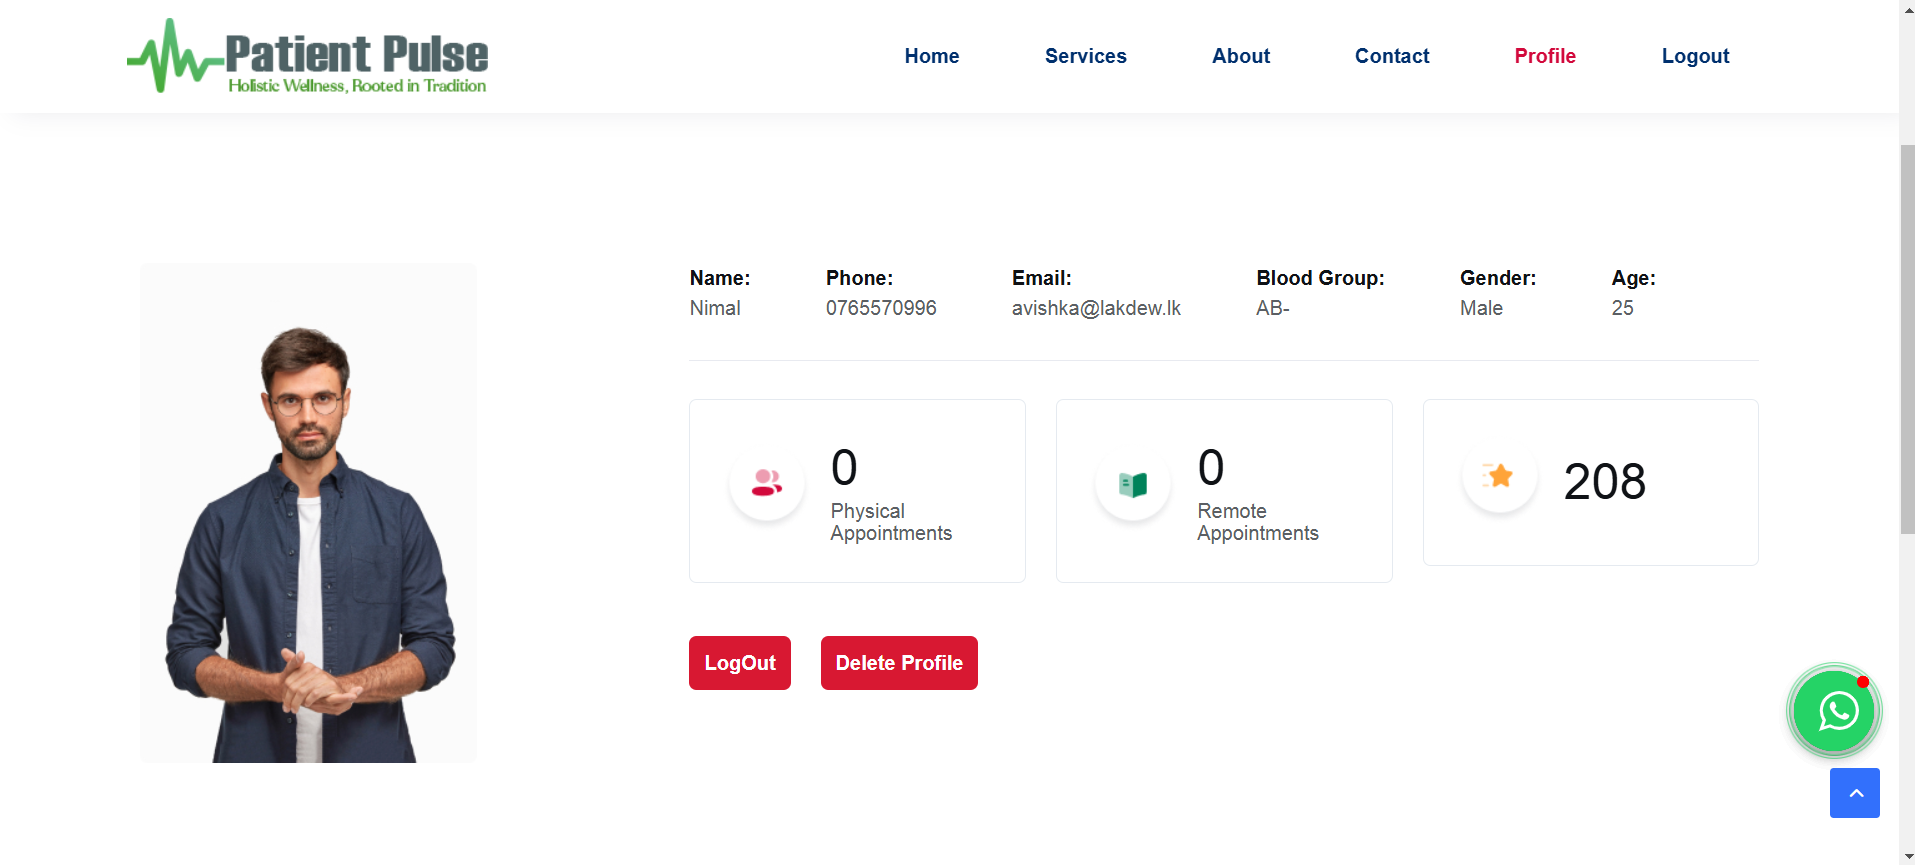 Patient Pulse
Holistic Wellness, Rooted in Tradition
Home Services About Contact Profile Logout
Name: Phone: Email: Blood Group: Gender: Age:
Nimal 0765570996 avishka@lakdew.lk AB- Male 25
0 0 208
Physical Remote
Appointments Appointments
LogOut Delete Profile